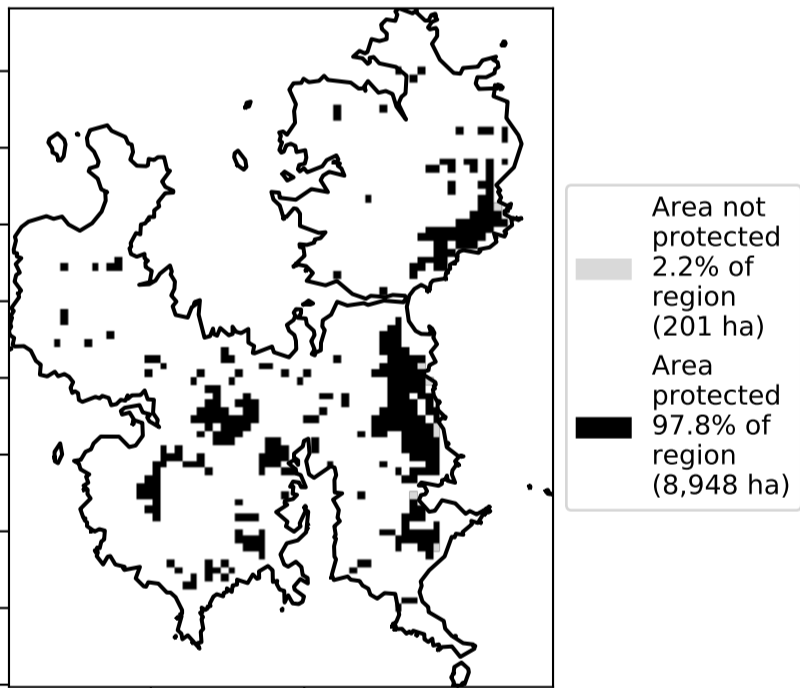 Area not
protected
2.2% of
region
(201 ha)
Area
protected
97.8% of
region
(8,948 ha)